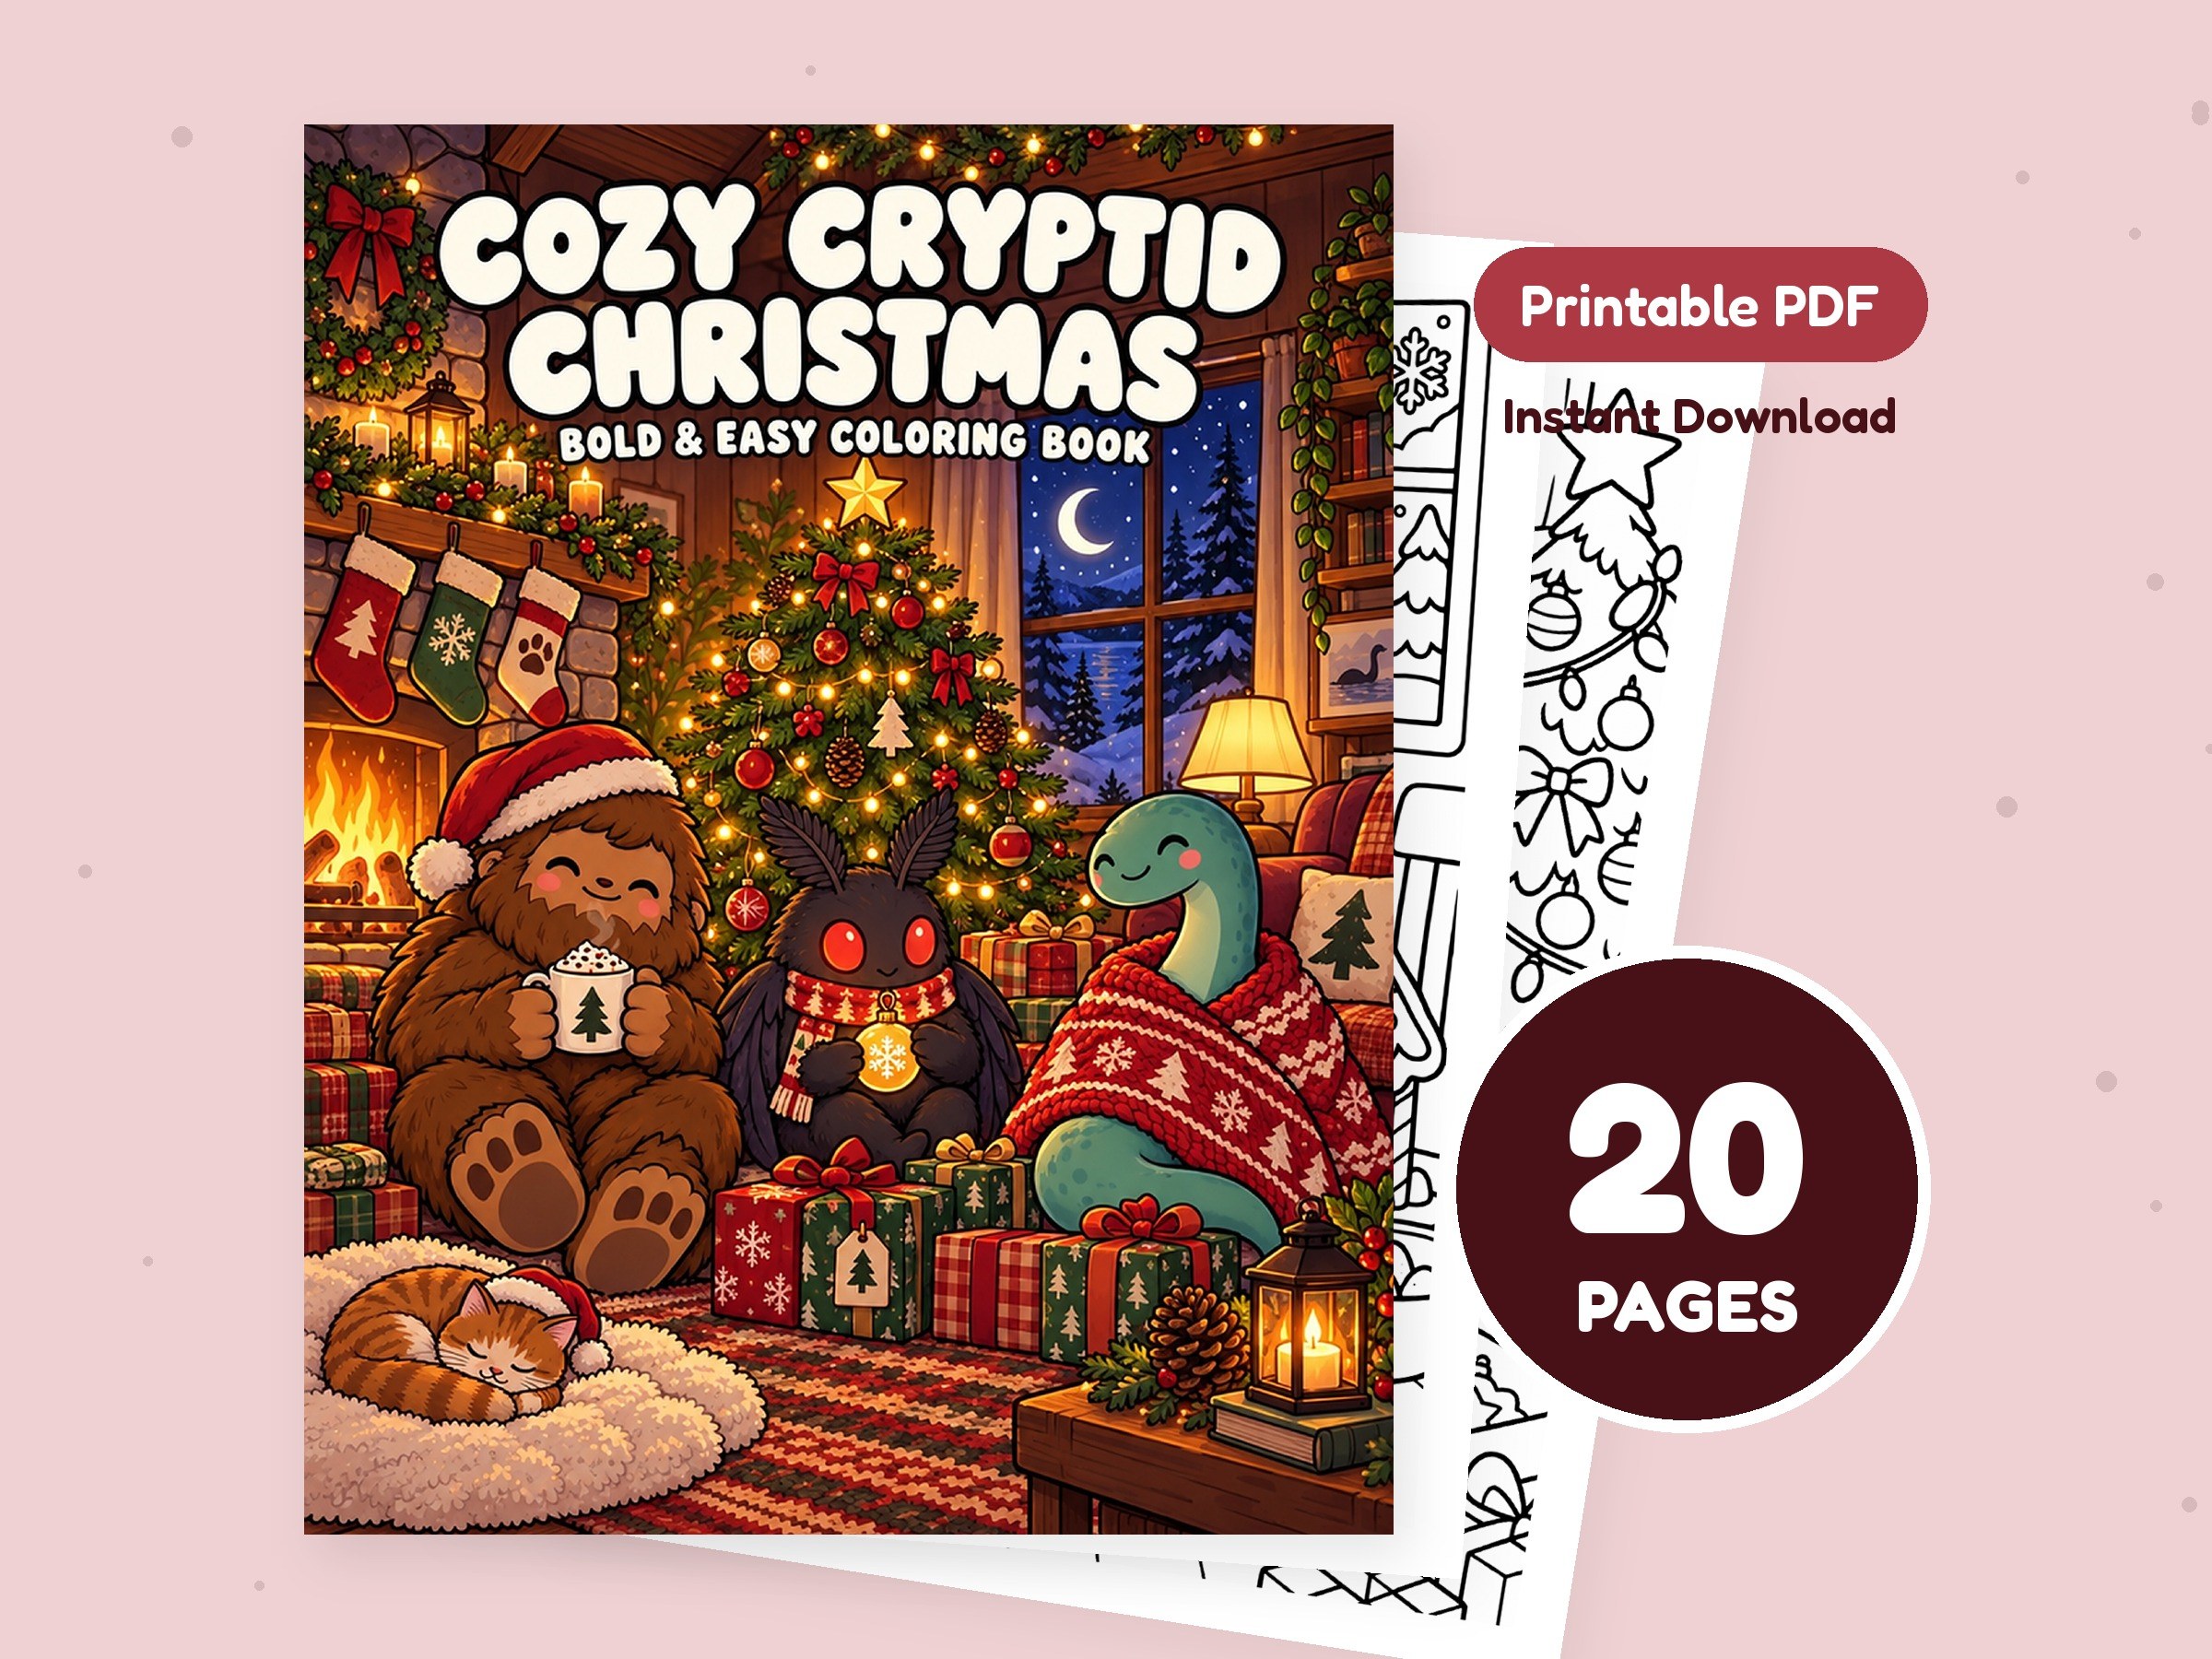 COZY CRYPTID
CHRISTMAS
BOLD & EASY COLORING BOOK
Printable PDF
Instant Download
20
PAGES